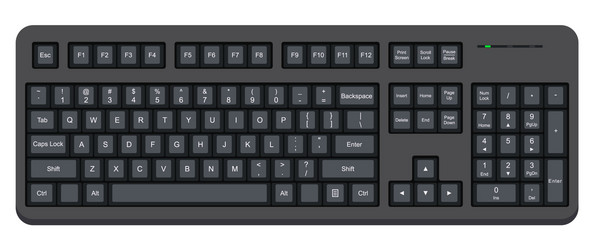 Esc F1 F2 F3 F4 F5 F6 F7 F8 F9 F10 F11 F12 Print Screen Scroll Lock Pause Break
~ ! 1 @ 2 # 3 $ 4 % 5 ^ 6 & 7 * 8 ( 9 ) 0 _ - + = Backspace Insert Home Page Up Num Lock / * -
Tab Q W E R T Y U I O P { [ } ] | \ Delete End Page Down 7 Home 8 ▲ 9 PgUp +
Caps Lock A S D F G H J K L : ; Enter 4 ◄ 5 6 ►
Shift Z X C V B N M < , > . ? / Shift ▲ 1 End 2 ▼ 3 PgDn Enter
Ctrl Alt Alt Ctrl ◄ ▼ ► 0 Ins . Del